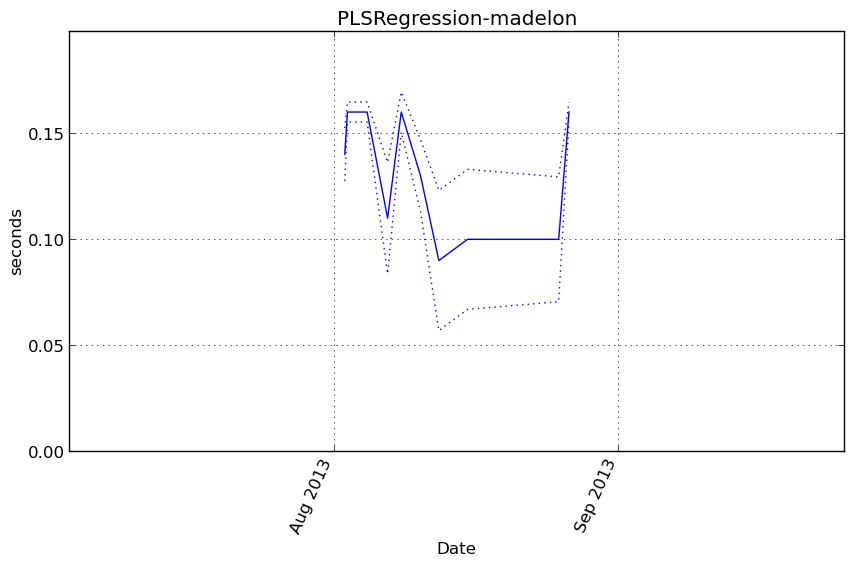 PLSRegression-madelon
0.15
0.10
0.05
0.00
seconds
Aug 2013
Sep 2013
Date